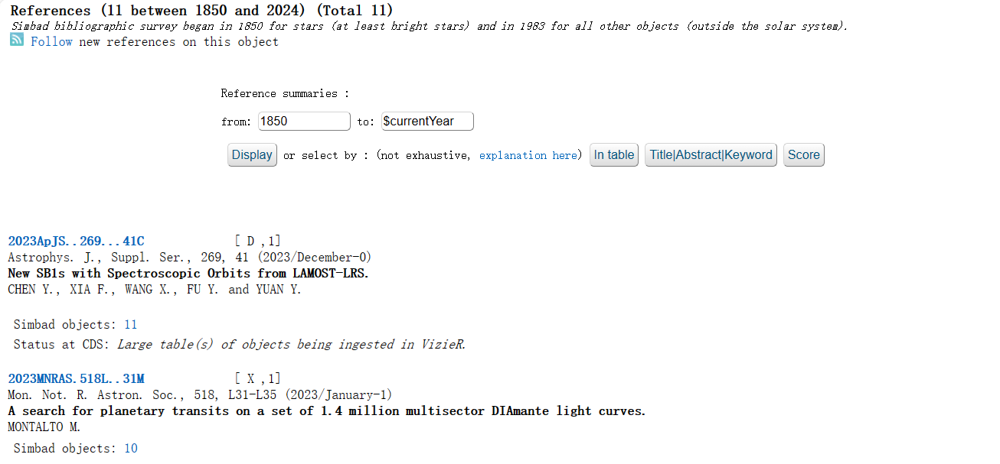 References (11 between 1850 and 2024) (Total 11)
Simbad bibliographic survey began in 1850 for stars (at least bright stars) and in 1983 for all other objects (outside the solar system).
Follow new references on this object
Reference summaries :
from: 1850 to: $currentYear
Display or select by : (not exhaustive, explanation here) In table Title|Abstract|Keyword Score
2023ApJS..269...41C [ D ,1]
Astrophys. J., Suppl. Ser., 269, 41 (2023/December-0)
New SB1s with Spectroscopic Orbits from LAMOST-LRS.
CHEN Y., XIA F., WANG X., FU Y. and YUAN Y.
Simbad objects: 11
Status at CDS: Large table(s) of objects being ingested in VizieR.
2023MNRAS.518L..31M [ X ,1]
Mon. Not. R. Astron. Soc., 518, L31-L35 (2023/January-1)
A search for planetary transits on a set of 1.4 million multisector DIAmante light curves.
MONTALTO M.
Simbad objects: 10